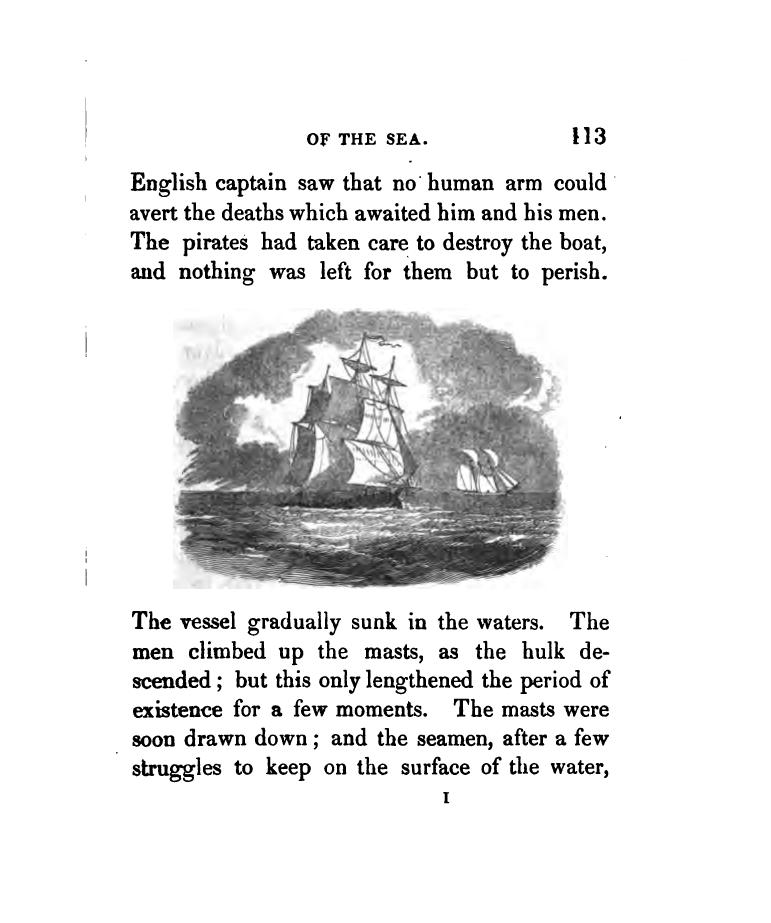 OF THE SEA. 113
English captain saw that no human arm could
avert the deaths which awaited him and his men.
The pirates had taken care to destroy the boat,
and nothing was left for them but to perish.
The vessel gradually sunk in the waters. The
men climbed up the masts, as the hulk de-
scended ; but this only lengthened the period of
existence for a few moments. The masts were
soon drawn down ; and the seamen, after a few
struggles to keep on the surface of the water,
I